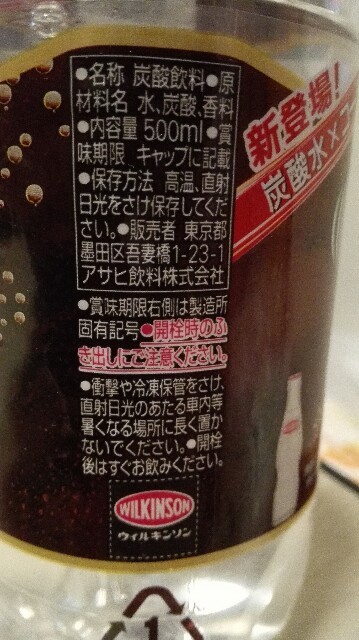 ●名称 炭酸飲料●原
材料名 水、炭酸、香料
●内容量 500ml●賞
味期限 キャップに記載
●保存方法 高温、直射
日光をさけ保存してくだ
さい。●販売者 東京都
墨田区吾妻橋1-23-1
アサヒ飲料株式会社
●賞味期限右側は製造所
固有記号●開栓時のふ
き出しにご注意ください。
●衝撃や冷凍保管をさけ、
直射日光のあたる車内等
暑くなる場所に長く置か
ないでください。●開栓
後はすぐお飲みください。
WILKINSON
ウィルキンソン
新登場!
炭酸水×
1